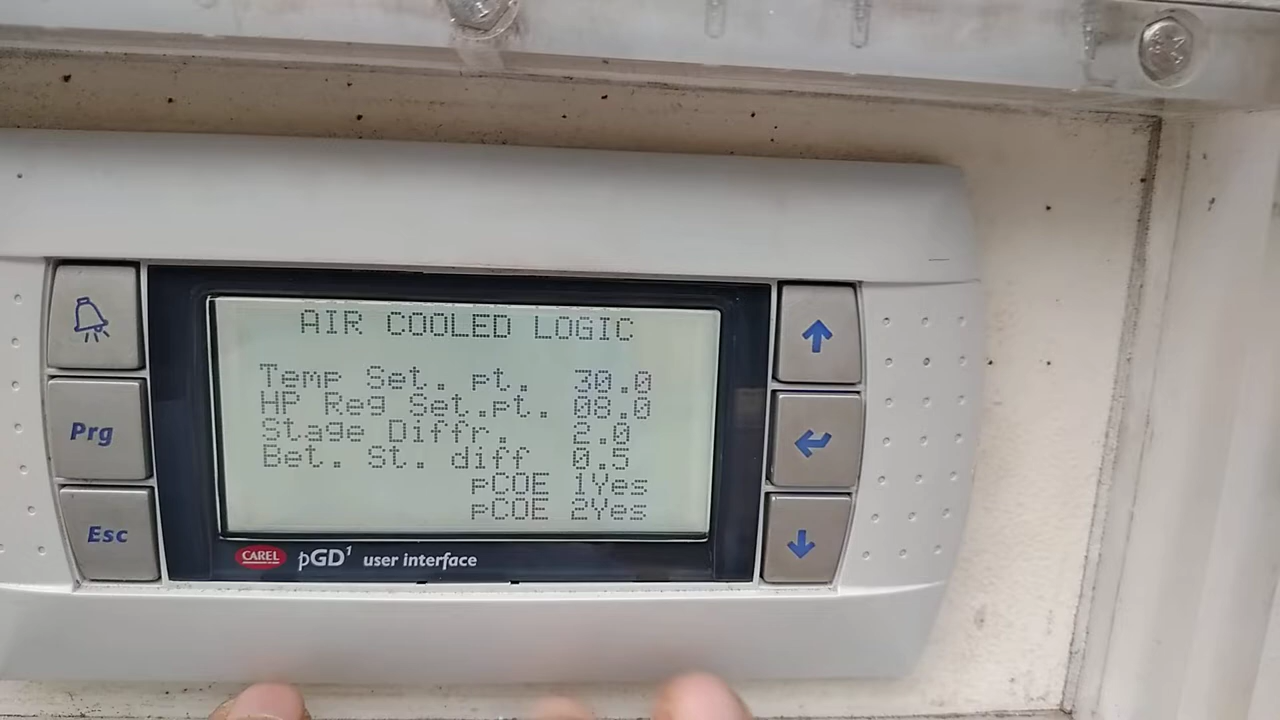 AIR COOLED LOGIC
Temp Set. pt. 30.0
HP Reg Set.pt. 08.0
Stage Diffr. 2.0
Bet. St. diff 0.5
pCOE 1Yes
pCOE 2Yes
Prg
Esc
CAREL pGD1 user interface